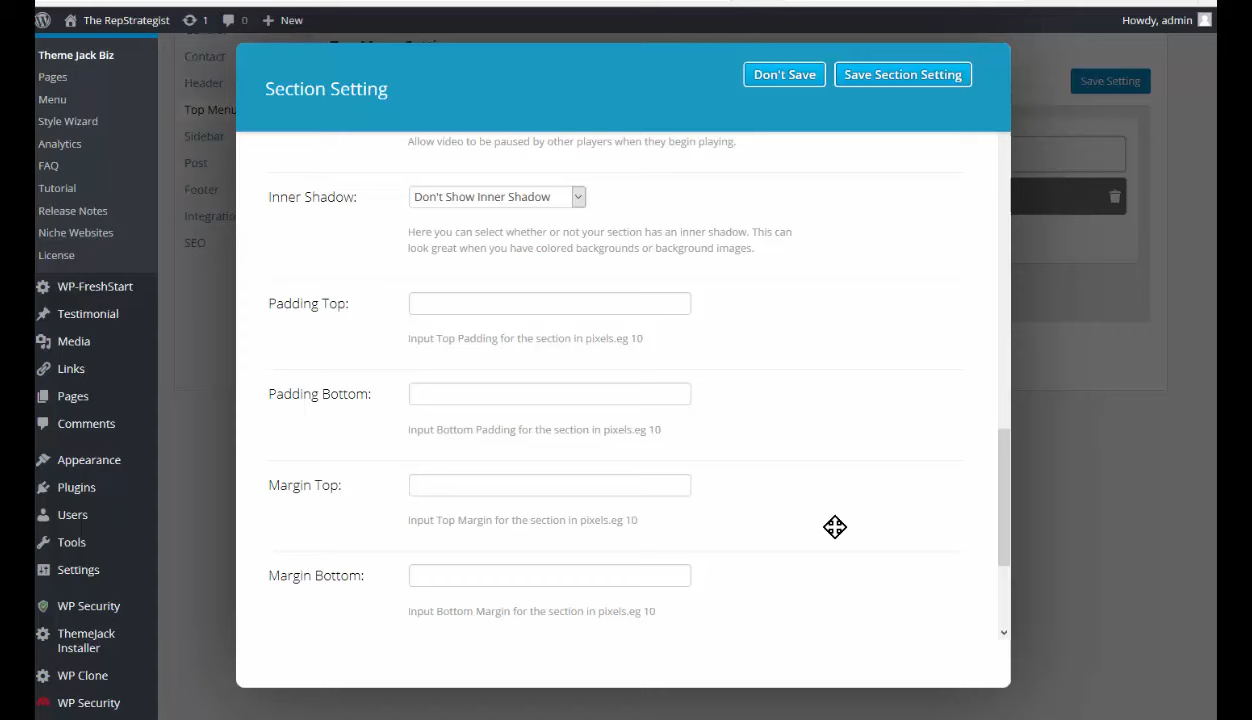 The RepStrategist
1
0
New
Howdy, admin
Theme Jack Biz
Pages
Menu
Style Wizard
Analytics
FAQ
Tutorial
Release Notes
Niche Websites
License
WP-FreshStart
Testimonial
Media
Links
Pages
Comments
Appearance
Plugins
Users
Tools
Settings
WP Security
ThemeJack
Installer
WP Clone
WP Security
Contact
Header
Top Menu
Sidebar
Post
Footer
Integratio
SEO
Save Setting
Section Setting
Don't Save
Save Section Setting
Allow video to be paused by other players when they begin playing.
Inner Shadow:
Don't Show Inner Shadow
Here you can select whether or not your section has an inner shadow. This can
look great when you have colored backgrounds or background images.
Padding Top:
Input Top Padding for the section in pixels.eg 10
Padding Bottom:
Input Bottom Padding for the section in pixels.eg 10
Margin Top:
Input Top Margin for the section in pixels.eg 10
Margin Bottom:
Input Bottom Margin for the section in pixels.eg 10